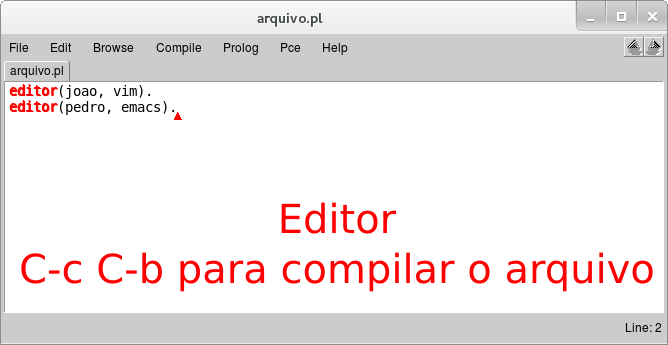 arquivo.pl
File Edit Browse Compile Prolog Pce Help
arquivo.pl
editor(joao, vim).
editor(pedro, emacs).
Editor
C-c C-b para compilar o arquivo
Line: 2